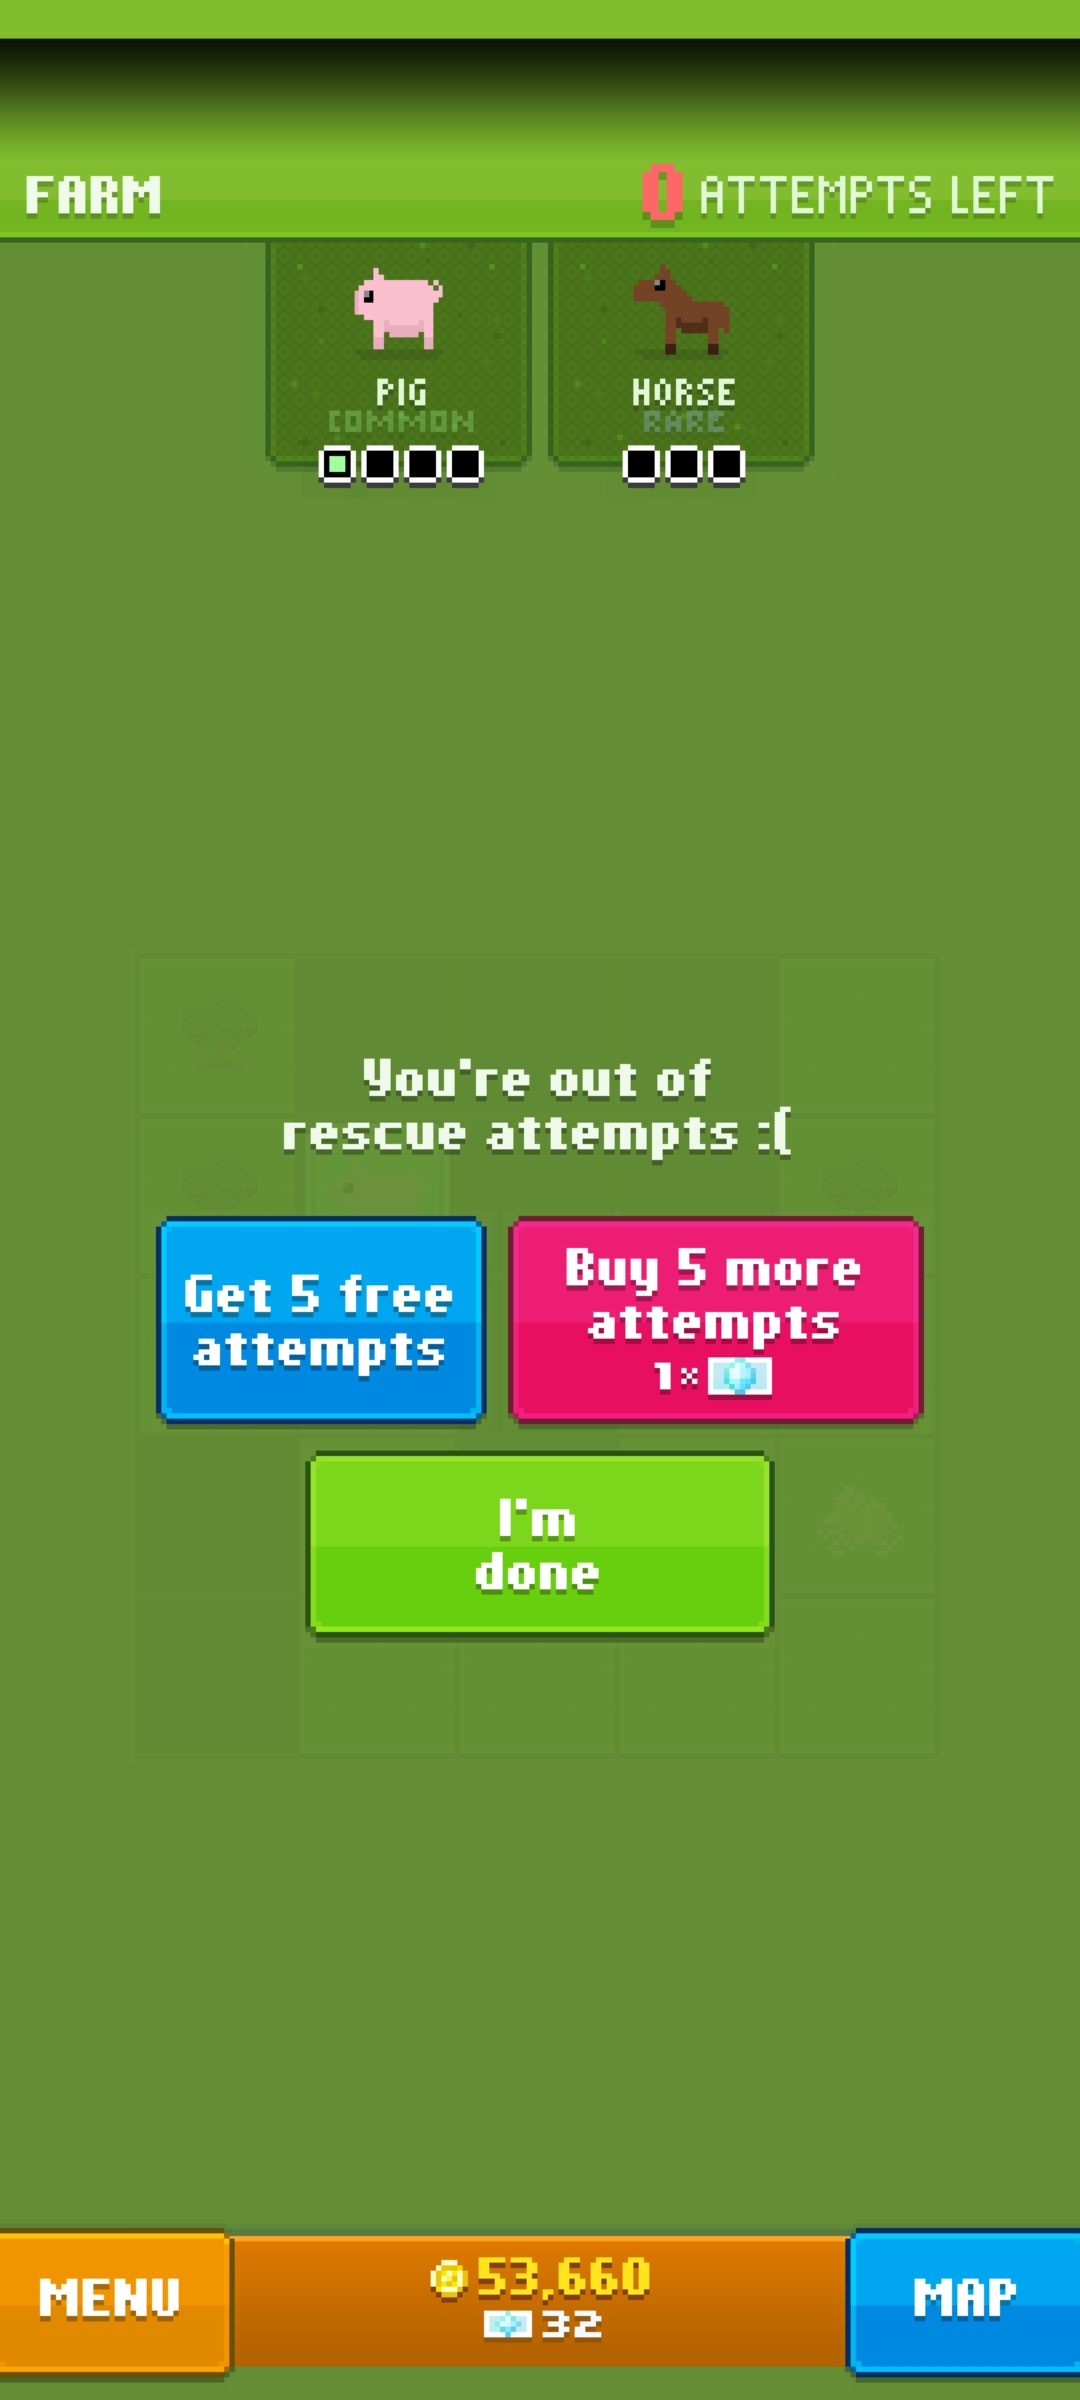 FARM
0 ATTEMPTS LEFT
PIG
COMMON
HORSE
RARE
You're out of
rescue attempts :(
Get 5 free
attempts
Buy 5 more
attempts
1×
I'm
done
MENU
53,660
32
MAP